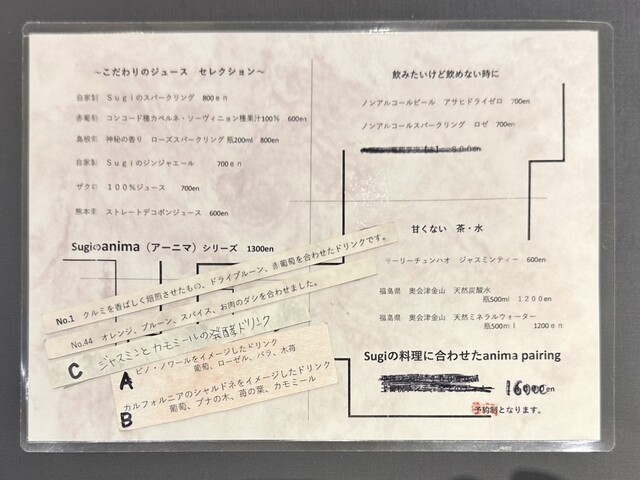 ～こだわりのジュース　セレクション～
自家製　Ｓｕｇｉのスパークリング　800ｅｎ
赤葡萄　コンコード種カベルネ・ソーヴィニョン種果汁100%　600en
島根県　神秘の香り　ローズスパークリング 瓶200ml　800en
自家製　Ｓｕｇｉのジンジャエール　700ｅｎ
ザクロ　１００％ジュース　700en
熊本県　ストレートデコポンジュース　600en
Sugiのanima（アーニマ）シリーズ　1300en
No.1　クルミを香ばしく焙煎させたもの、ドライプルーン、赤葡萄を合わせたドリンクです。
No.44　オレンジ、プルーン、スパイス、お肉のダシを合わせました。
C　ジャスミンとカモミールの発酵ドリンク
A　ピノ・ノワールをイメージしたドリンク
葡萄、ローゼル、バラ、木苺
B　カルフォルニアのシャルドネをイメージしたドリンク
葡萄、ブナの木、苺の葉、カモミール
飲みたいけど飲めない時に
ノンアルコールビール　アサヒドライゼロ　700en
ノンアルコールスパークリング　ロゼ　700en
甘くない　茶・水
マーリーチュンハオ　ジャスミンティー　600en
福島県　奥会津金山　天然炭酸水
瓶500ml　１２００ｅｎ
福島県　奥会津金山　天然ミネラルウォーター
瓶500ｍｌ　1200ｅｎ
Sugiの料理に合わせたanima pairing
16000en
予約制となります。